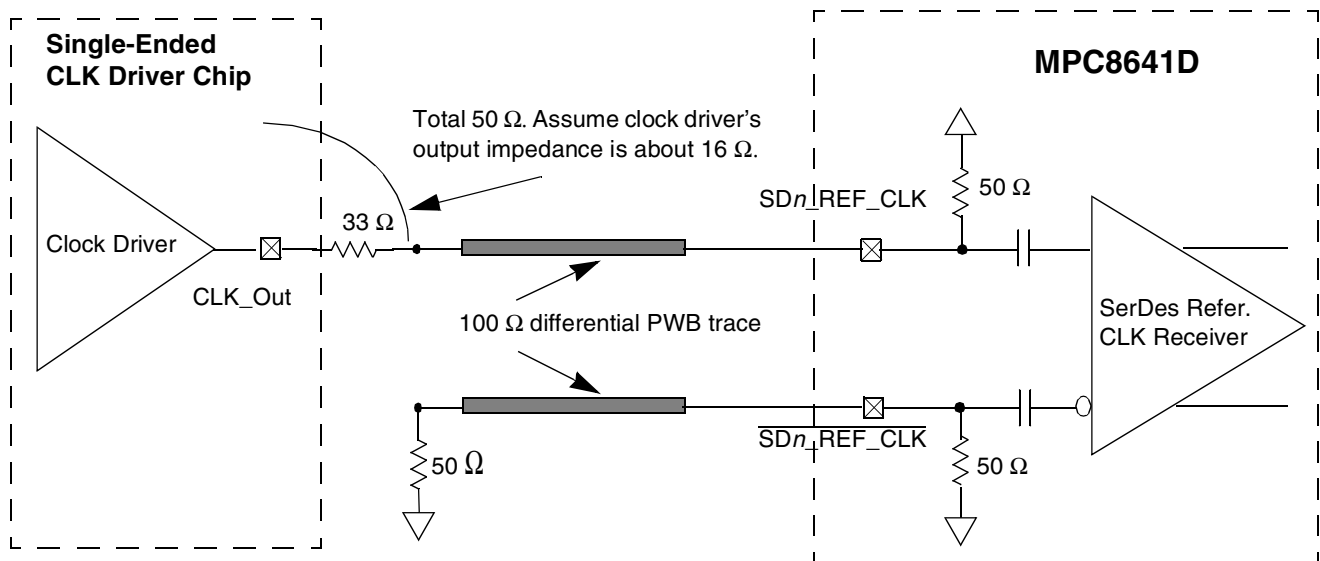 Single-Ended
CLK Driver Chip
MPC8641D
Total 50 Ω. Assume clock driver’s
output impedance is about 16 Ω.
SDn_REF_CLK
50 Ω
33 Ω
Clock Driver
CLK_Out
100 Ω differential PWB trace
SerDes Refer.
CLK Receiver
SDn_REF_CLK
50 Ω
50 Ω